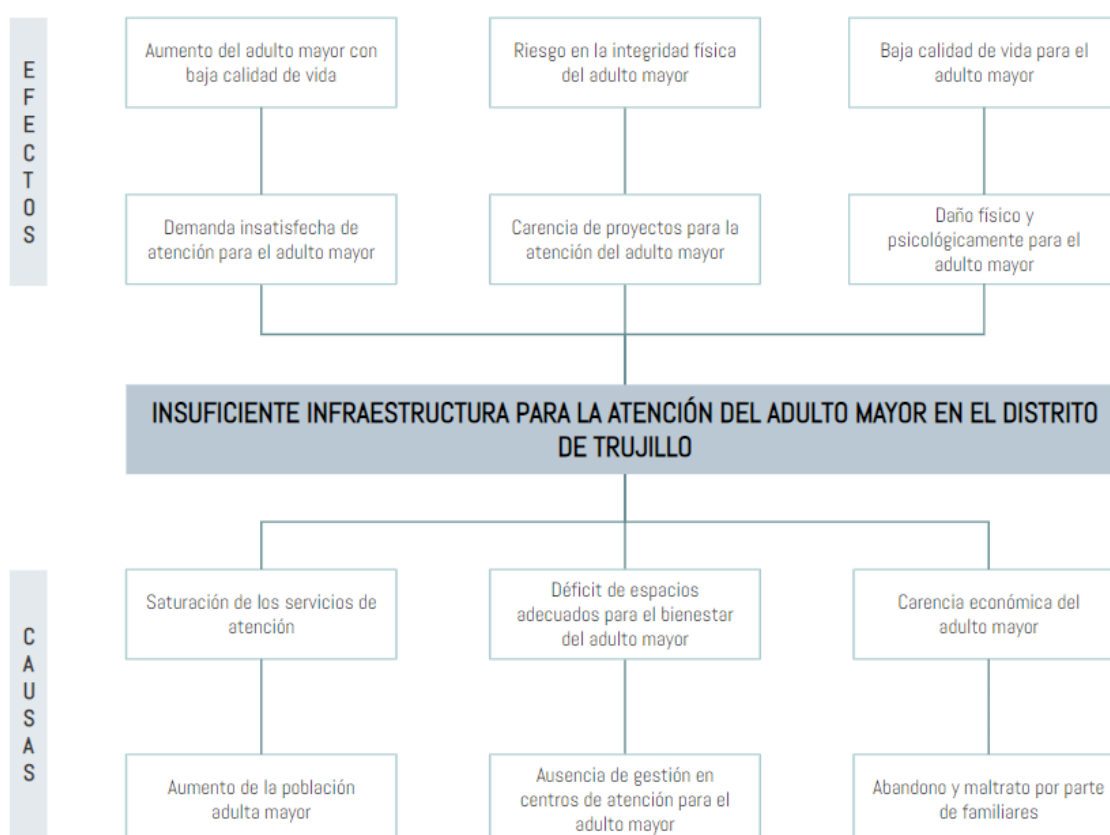 EFECTOS
Aumento del adulto mayor con
baja calidad de vida
Riesgo en la integridad física
del adulto mayor
Baja calidad de vida para el
adulto mayor
Demanda insatisfecha de
atención para el adulto mayor
Carencia de proyectos para la
atención del adulto mayor
Daño físico y
psicológicamente para el
adulto mayor
INSUFICIENTE INFRAESTRUCTURA PARA LA ATENCIÓN DEL ADULTO MAYOR EN EL DISTRITO
DE TRUJILLO
CAUSAS
Saturación de los servicios de
atención
Déficit de espacios
adecuados para el bienestar
del adulto mayor
Carencia económica del
adulto mayor
Aumento de la población
adulta mayor
Ausencia de gestión en
centros de atención para el
adulto mayor
Abandono y maltrato por parte
de familiares